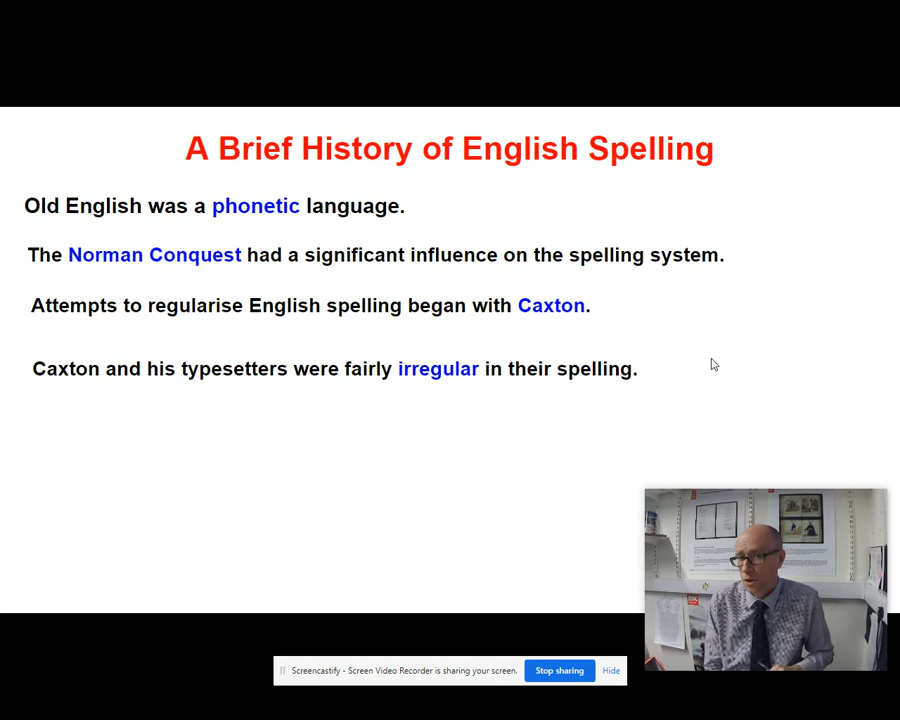 A Brief History of English Spelling
Old English was a phonetic language.
The Norman Conquest had a significant influence on the spelling system.
Attempts to regularise English spelling began with Caxton.
Caxton and his typesetters were fairly irregular in their spelling.
Screencastify - Screen Video Recorder is sharing your screen. Stop sharing Hide